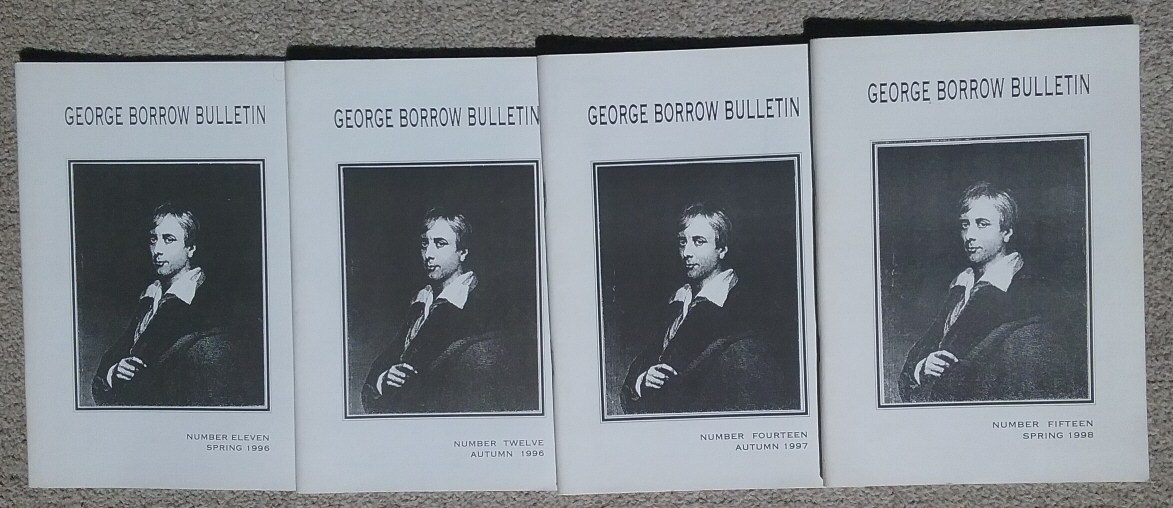 GEORGE BORROW BULLETIN
NUMBER ELEVEN
SPRING 1996
GEORGE BORROW BULLETIN
NUMBER TWELVE
AUTUMN 1996
GEORGE BORROW BULLETIN
NUMBER FOURTEEN
AUTUMN 1997
GEORGE BORROW BULLETIN
NUMBER FIFTEEN
SPRING 1998